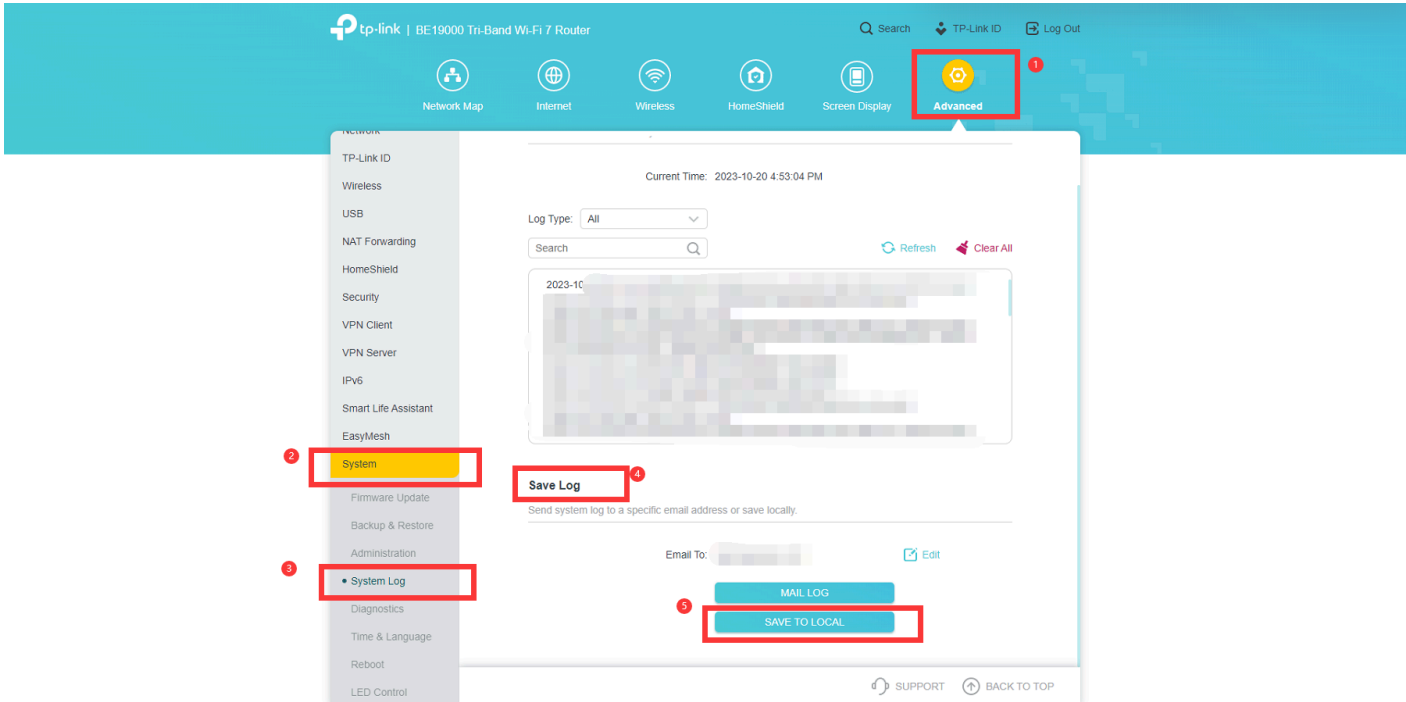 tp-link | BE19000 Tri-Band Wi-Fi 7 Router
Search
TP-Link ID
Log Out
1
Network Map
Internet
Wireless
HomeShield
Screen Display
Advanced
Network
TP-Link ID
Wireless
USB
NAT Forwarding
HomeShield
Security
VPN Client
VPN Server
IPv6
Smart Life Assistant
EasyMesh
2
System
Firmware Update
Backup & Restore
Administration
3
System Log
Diagnostics
Time & Language
Reboot
LED Control
Current Time: 2023-10-20 4:53:04 PM
Log Type: All
Search
Refresh
Clear All
2023-10
Save Log
4
Send system log to a specific email address or save locally.
Email To:
Edit
MAIL LOG
5
SAVE TO LOCAL
SUPPORT
BACK TO TOP